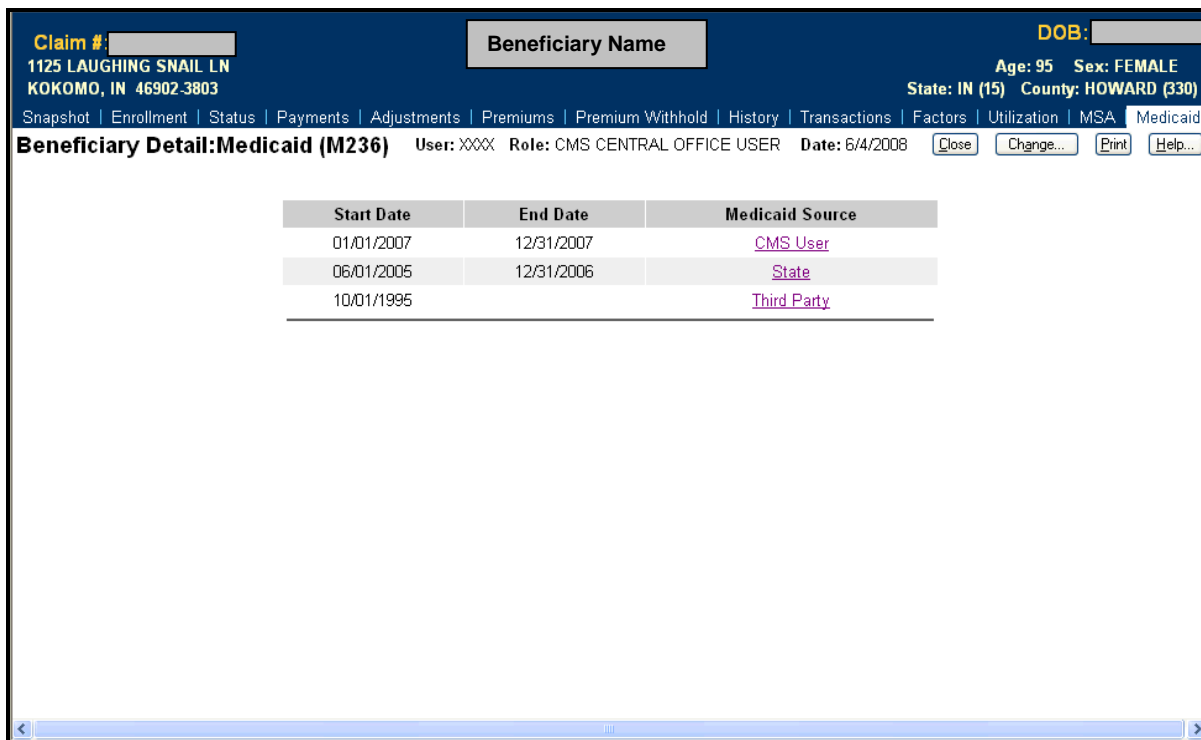 Claim #:
Beneficiary Name
DOB:
1125 LAUGHING SNAIL LN
Age: 95 Sex: FEMALE
KOKOMO, IN 46902-3803
State: IN (15) County: HOWARD (330)
Snapshot | Enrollment | Status | Payments | Adjustments | Premiums | Premium Withhold | History | Transactions | Factors | Utilization | MSA | Medicaid
Beneficiary Detail:Medicaid (M236) User: XXXX Role: CMS CENTRAL OFFICE USER Date: 6/4/2008 Close Change... Print Help...
Start Date End Date Medicaid Source
01/01/2007 12/31/2007 CMS User
06/01/2005 12/31/2006 State
10/01/1995 Third Party